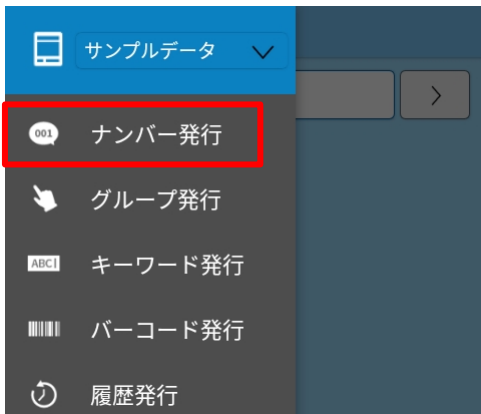 サンプルデータ
001
ナンバー発行
グループ発行
ABC
キーワード発行
バーコード発行
履歴発行